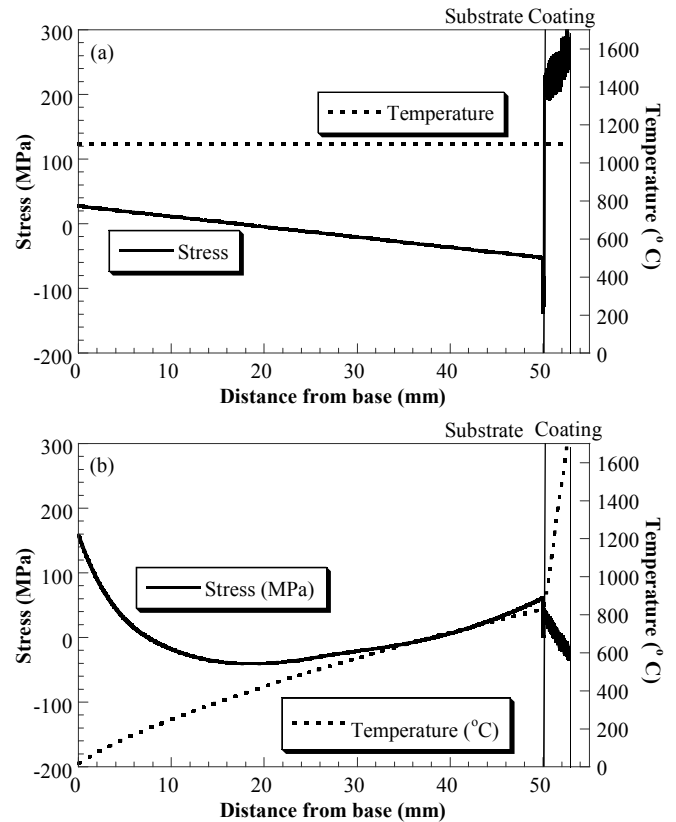 Substrate Coating
(a)
300
200
100
0
-100
-200
Stress (MPa)
Temperature
Stress
1600
1400
1200
1000
800
600
400
200
0
Temperature (° C)
0 10 20 30 40 50
Distance from base (mm)
Substrate Coating
(b)
300
200
100
0
-100
-200
Stress (MPa)
Stress (MPa)
Temperature (°C)
1600
1400
1200
1000
800
600
400
200
0
Temperature (° C)
0 10 20 30 40 50
Distance from base (mm)